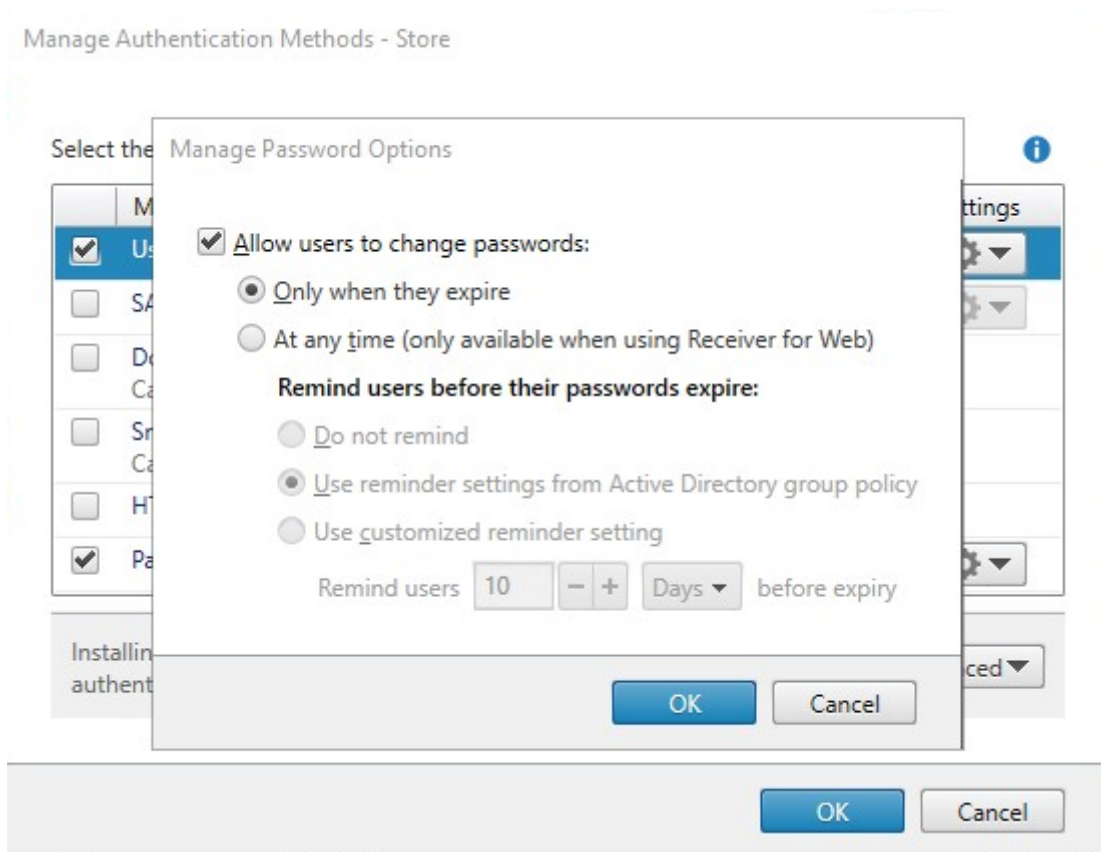 Manage Authentication Methods - Store
Select the
Manage Password Options
ttings
Allow users to change passwords:
Only when they expire
At any time (only available when using Receiver for Web)
Remind users before their passwords expire:
Do not remind
Use reminder settings from Active Directory group policy
Use customized reminder setting
Remind users 10 - + Days before expiry
OK Cancel
OK Cancel